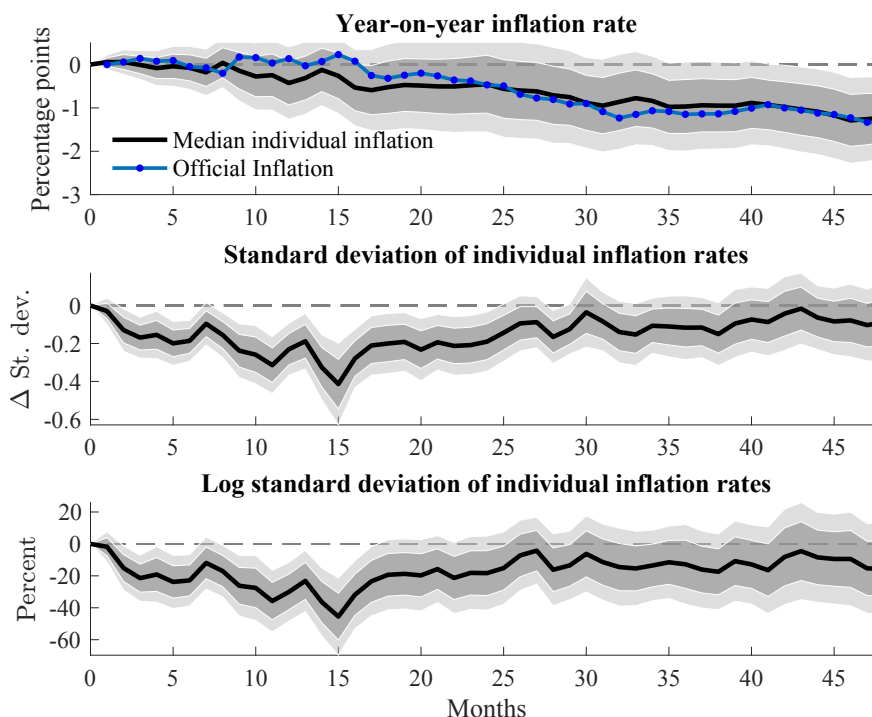 Year-on-year inflation rate
Percentage points
0
-1
-2
-3
Median individual inflation
Official Inflation
0 5 10 15 20 25 30 35 40 45
Standard deviation of individual inflation rates
Δ St. dev.
0
-0.2
-0.4
-0.6
0 5 10 15 20 25 30 35 40 45
Log standard deviation of individual inflation rates
Percent
20
0
-20
-40
-60
0 5 10 15 20 25 30 35 40 45
Months